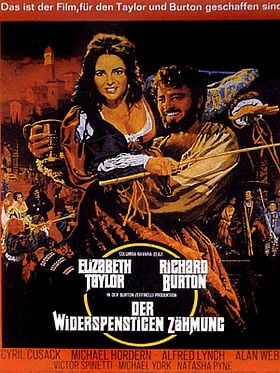 Das ist der Film, für den Taylor und Burton geschaffen sind
COLUMBIA-BAVARIA ZEIGT
ELIZABETH TAYLOR
RICHARD BURTON
IN DER BURTON-ZEFFIRELLI PRODUKTION
DER
WIDERSPENSTIGEN ZÄHMUNG
CYRIL CUSACK MICHAEL HORDERN ALFRED LYNCH ALAN WEB
VICTOR SPINETTI MICHAEL YORK NATASHA PYNE